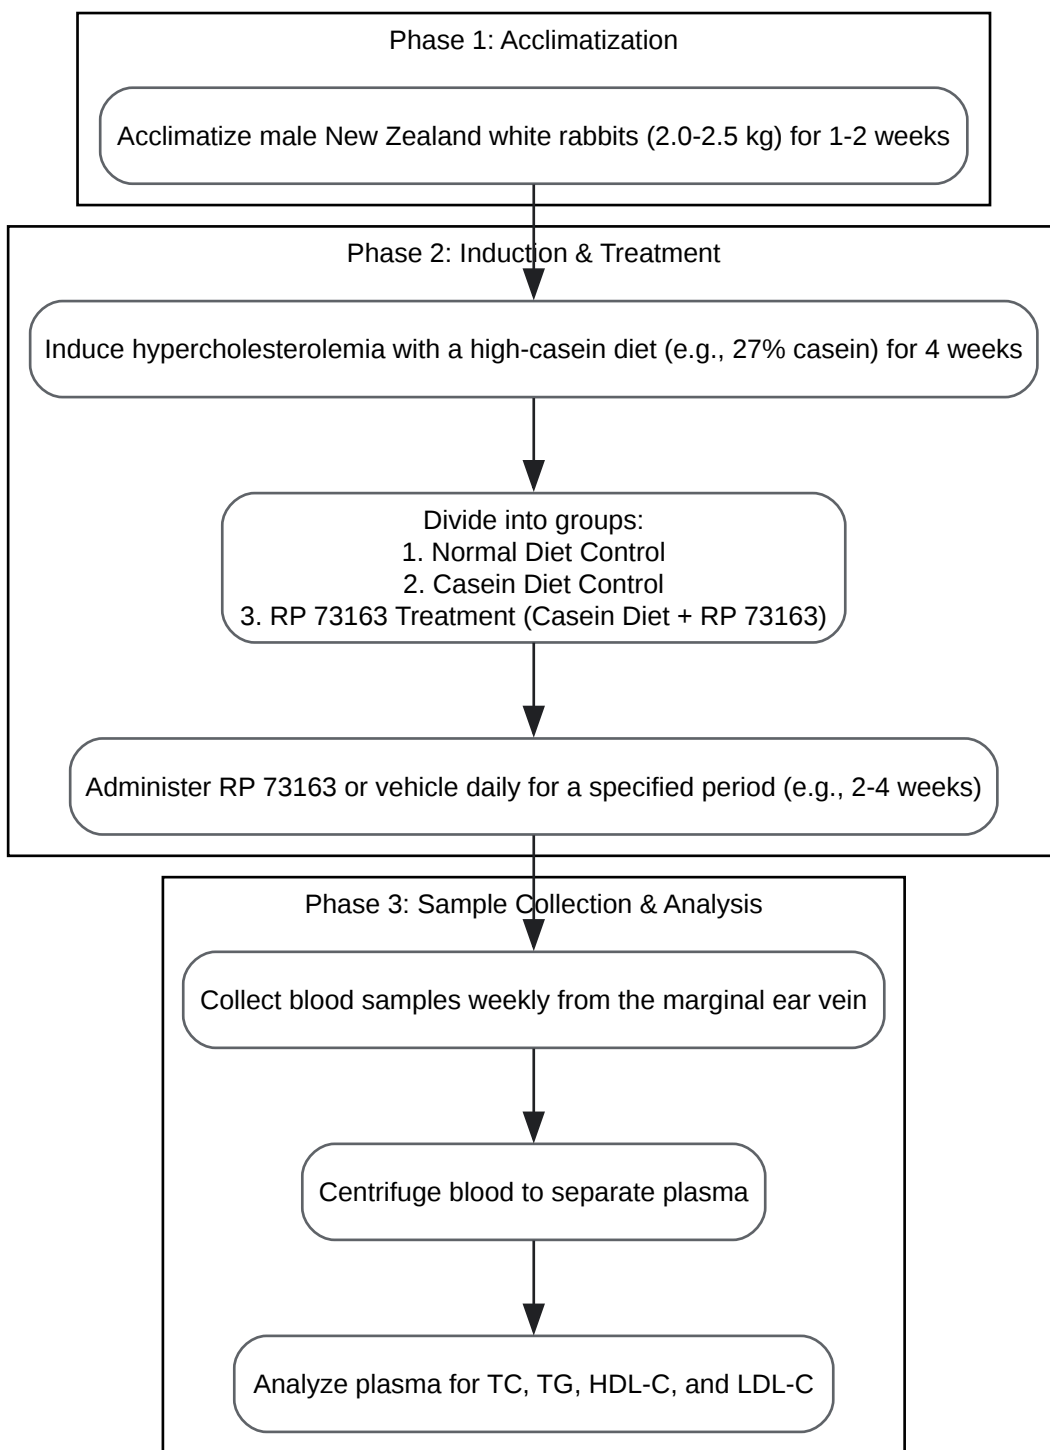 Phase 1: Acclimatization
Acclimatize male New Zealand white rabbits (2.0-2.5 kg) for 1-2 weeks
Phase 2: Induction & Treatment
Induce hypercholesterolemia with a high-casein diet (e.g., 27% casein) for 4 weeks
Divide into groups:
1. Normal Diet Control
2. Casein Diet Control
3. RP 73163 Treatment (Casein Diet + RP 73163)
Administer RP 73163 or vehicle daily for a specified period (e.g., 2-4 weeks)
Phase 3: Sample Collection & Analysis
Collect blood samples weekly from the marginal ear vein
Centrifuge blood to separate plasma
Analyze plasma for TC, TG, HDL-C, and LDL-C